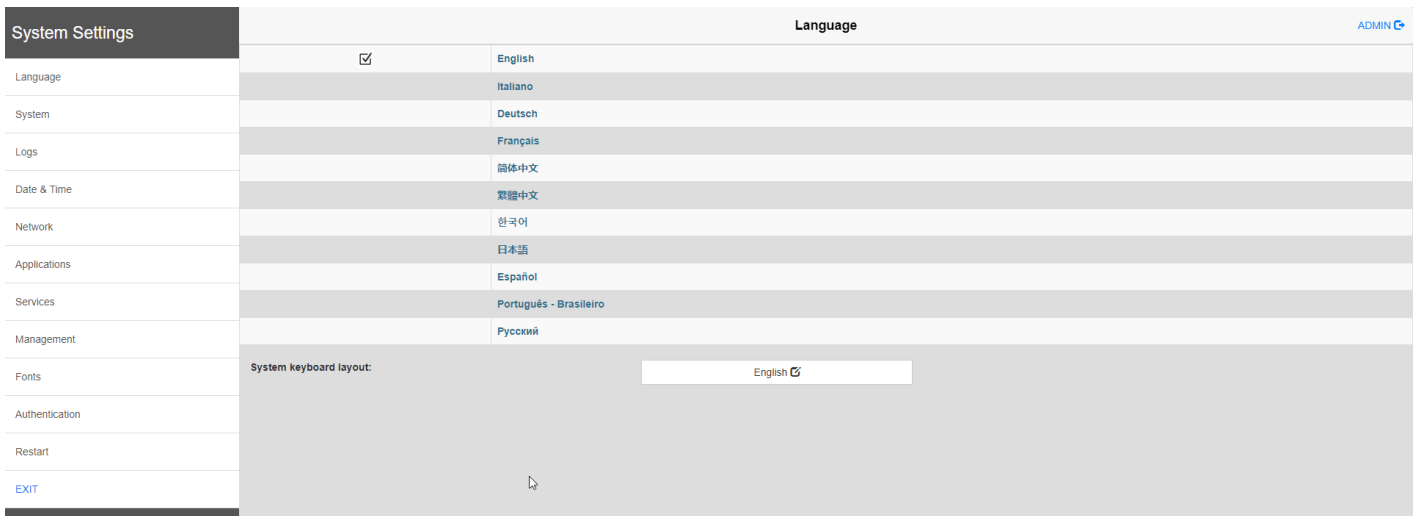 System Settings
Language
System
Logs
Date & Time
Network
Applications
Services
Management
Fonts
Authentication
Restart
EXIT
Language
ADMIN
English
Italiano
Deutsch
Français
简体中文
繁體中文
한국어
日本語
Español
Português - Brasileiro
Русский
System keyboard layout:
English